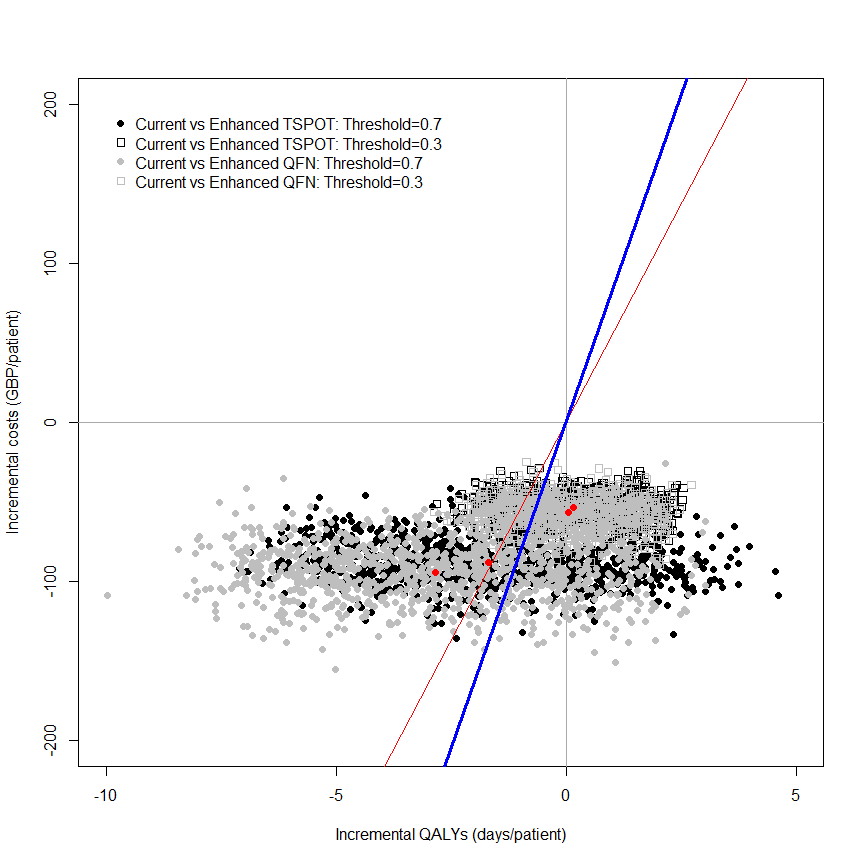 Current vs Enhanced TSPOT: Threshold=0.7
Current vs Enhanced TSPOT: Threshold=0.3
Current vs Enhanced QFN: Threshold=0.7
Current vs Enhanced QFN: Threshold=0.3
Incremental costs (GBP/patient)
200
100
0
-100
-200
-10
-5
0
5
Incremental QALYs (days/patient)